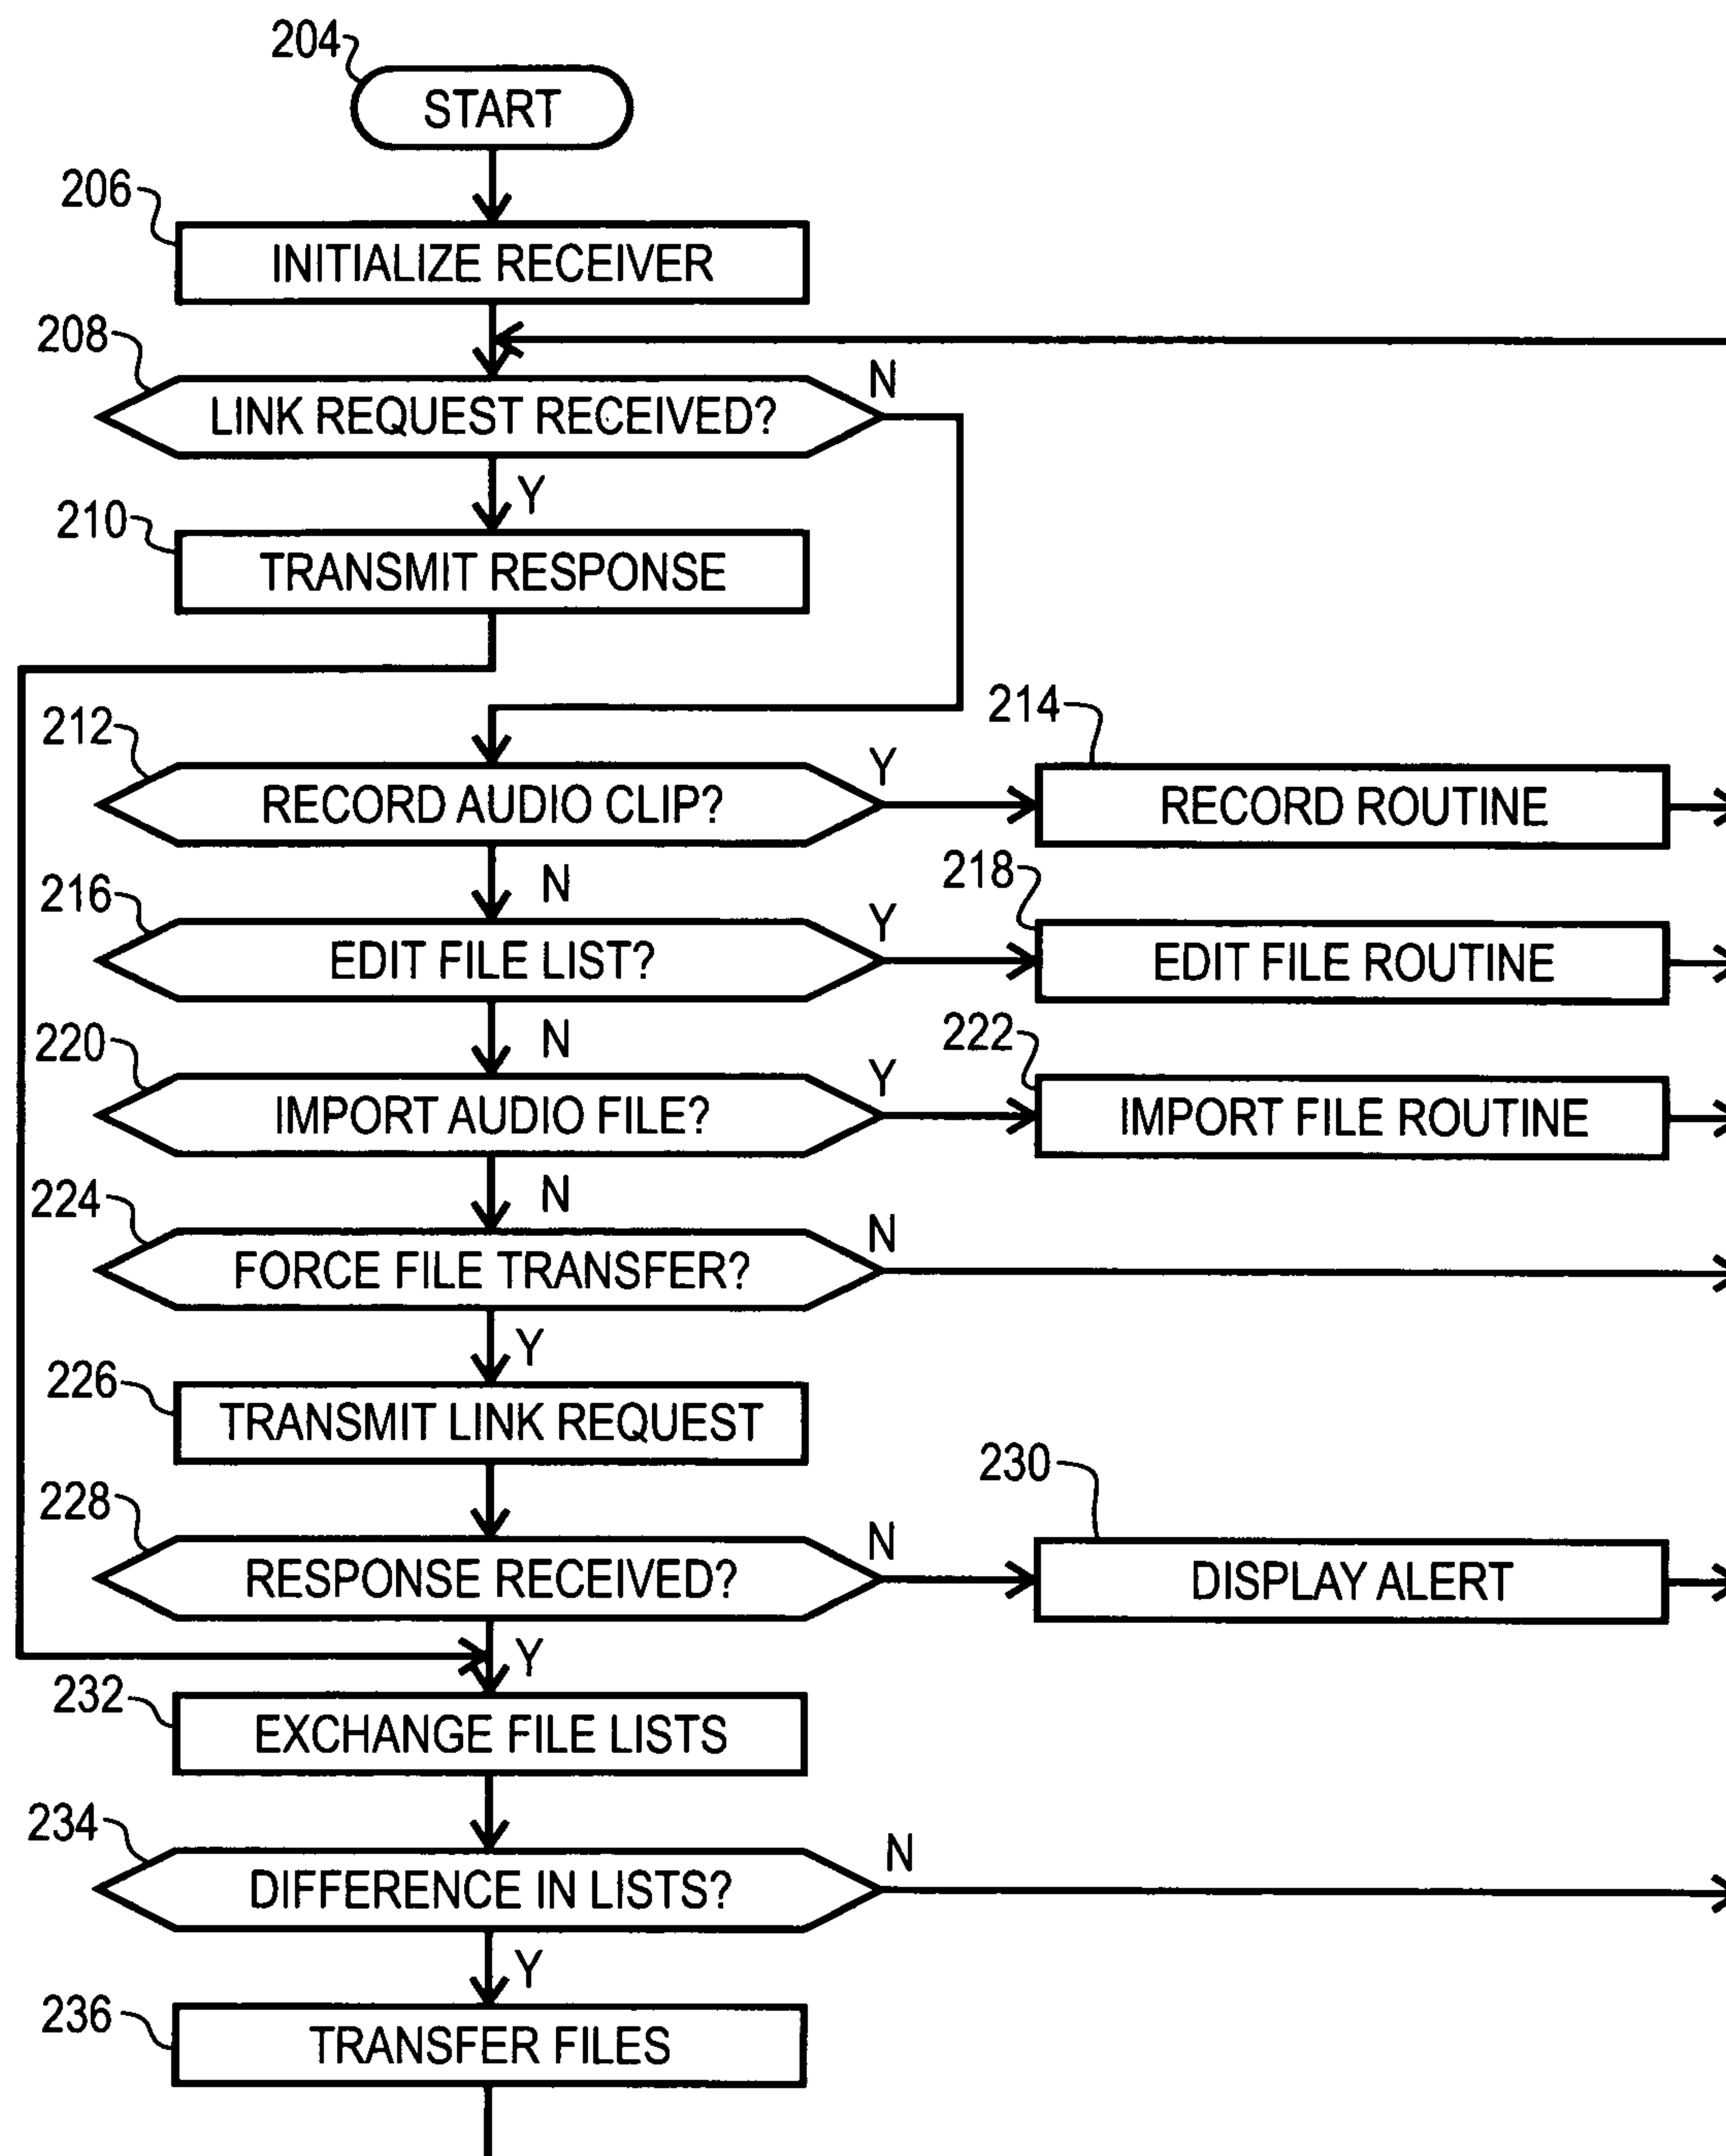 204
START
206
INITIALIZE RECEIVER
208
LINK REQUEST RECEIVED?
N
Y
210
TRANSMIT RESPONSE
212
RECORD AUDIO CLIP?
Y
214
RECORD ROUTINE
N
216
EDIT FILE LIST?
Y
218
EDIT FILE ROUTINE
N
220
IMPORT AUDIO FILE?
Y
222
IMPORT FILE ROUTINE
N
224
FORCE FILE TRANSFER?
N
Y
226
TRANSMIT LINK REQUEST
228
RESPONSE RECEIVED?
N
230
DISPLAY ALERT
Y
232
EXCHANGE FILE LISTS
234
DIFFERENCE IN LISTS?
N
Y
236
TRANSFER FILES